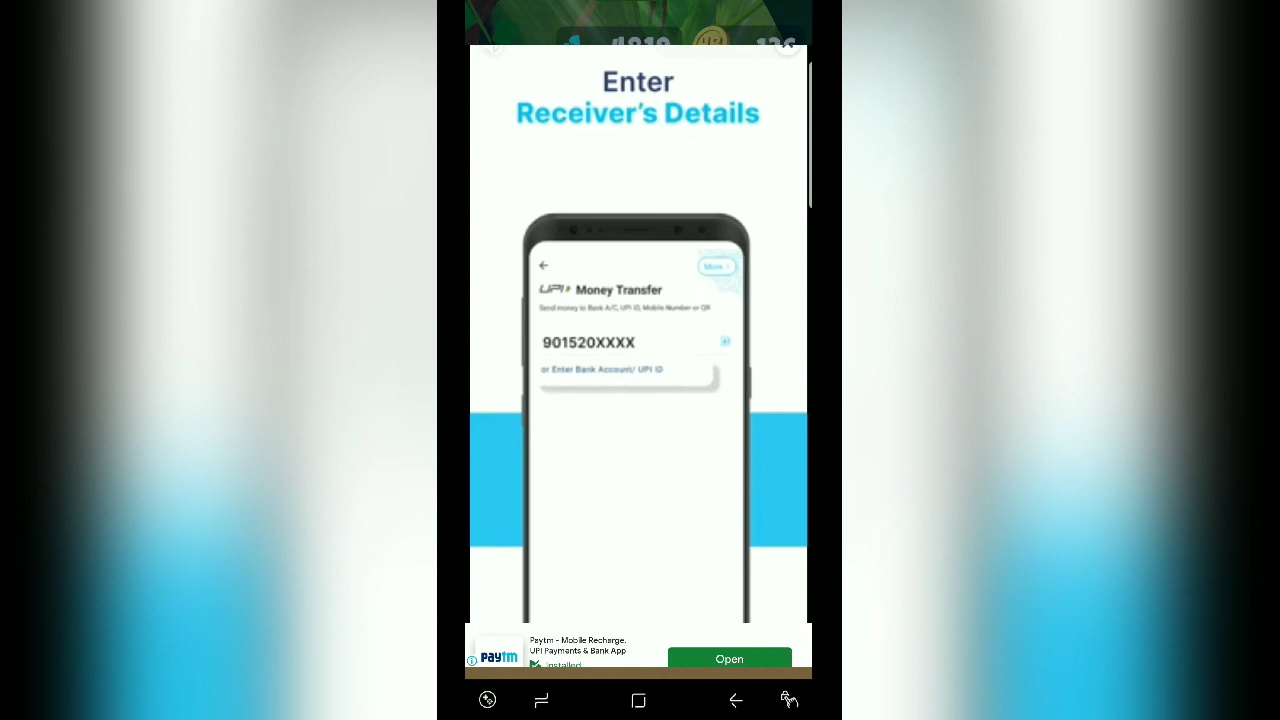 4819
Enter
Receiver's Details
More
UPI Money Transfer
Send money to Bank A/C, UPI ID, Mobile Number or QR
901520XXXX
or Enter Bank Account/ UPI ID
Paytm - Mobile Recharge,
UPI Payments & Bank App
paytm
Installed
Open